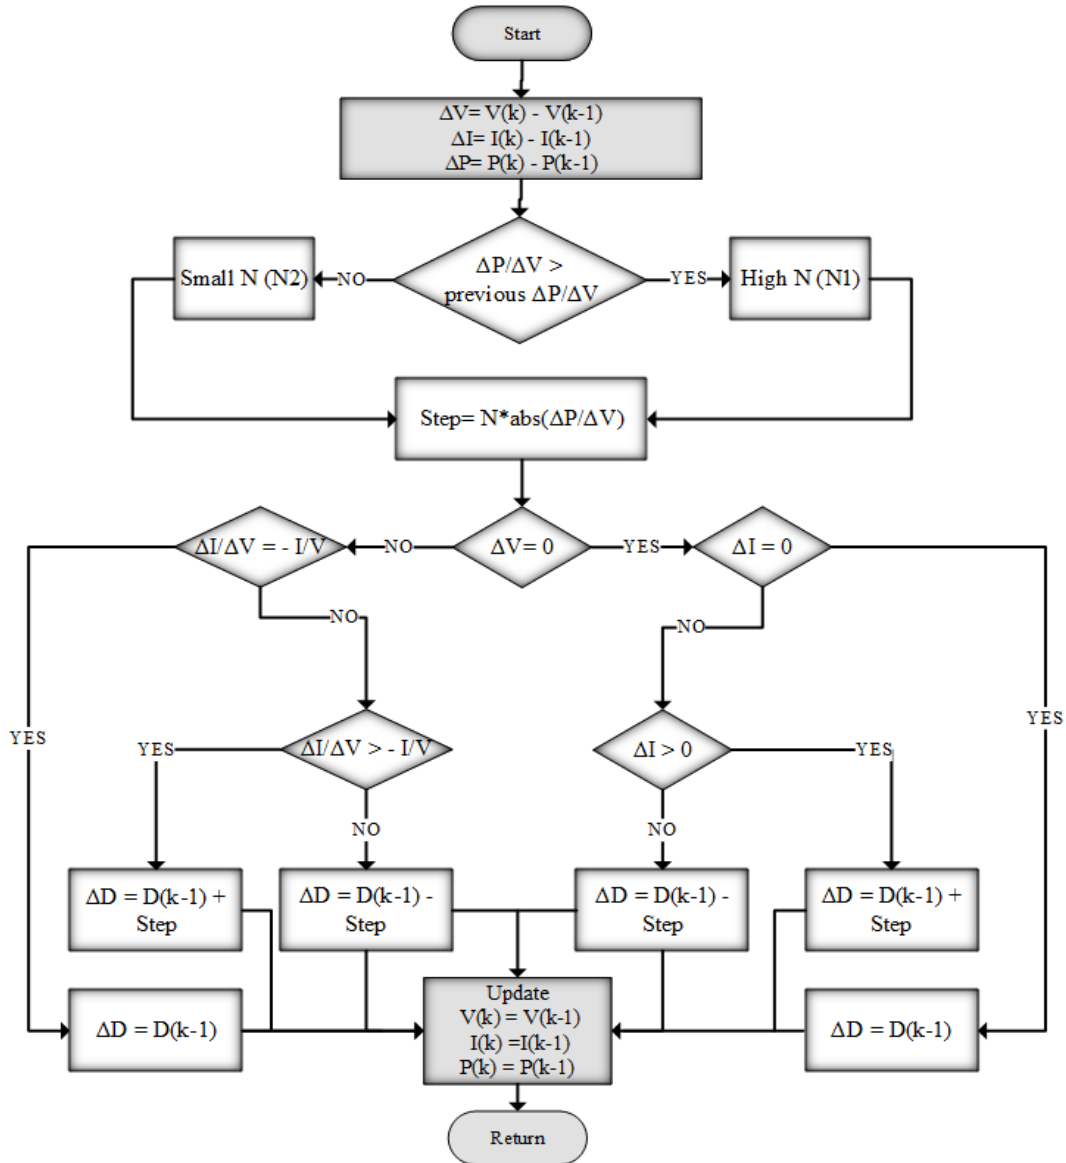 Start
ΔV= V(k) - V(k-1)
ΔI= I(k) - I(k-1)
ΔP= P(k) - P(k-1)
ΔP/ΔV >
previous ΔP/ΔV
NO
YES
Small N (N2)
High N (N1)
Step= N*abs(ΔP/ΔV)
ΔV= 0
NO
YES
ΔI/ΔV = - I/V
ΔI = 0
NO
NO
YES
YES
ΔI/ΔV > - I/V
ΔI > 0
YES
YES
NO
NO
ΔD = D(k-1) +
Step
ΔD = D(k-1) -
Step
ΔD = D(k-1) -
Step
ΔD = D(k-1) +
Step
ΔD = D(k-1)
Update
V(k) = V(k-1)
I(k) =I(k-1)
P(k) = P(k-1)
ΔD = D(k-1)
Return